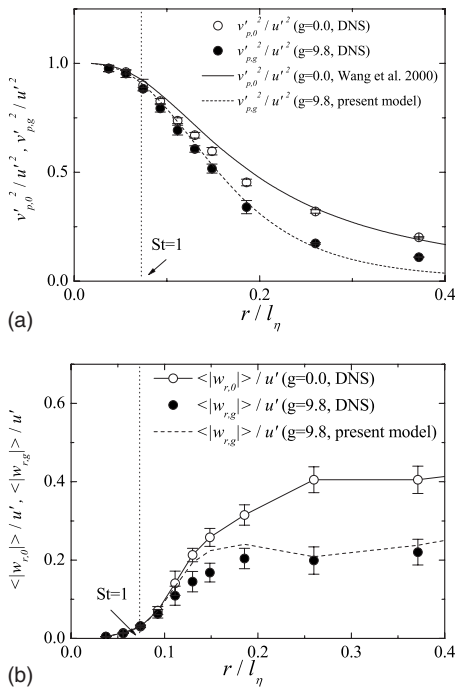 v'p,0² / u'² (g=0.0, DNS)
v'p,g² / u'² (g=9.8, DNS)
v'p,0² / u'² (g=0.0, Wang et al. 2000)
v'p,g² / u'² (g=9.8, present model)
v'p,0² / u'², v'p,g² / u'²
1.0
0.5
0.0
St=1
0.0 0.1 0.2 0.3 0.4
r / lη
(a)
<|wr,0|> / u' (g=0.0, DNS)
<|wr,g|> / u' (g=9.8, DNS)
<|wr,g|> / u' (g=9.8, present model)
<|wr,0|> / u', <|wr,g|> / u'
0.6
0.4
0.2
0.0
St=1
0.0 0.1 0.2 0.3 0.4
r / lη
(b)